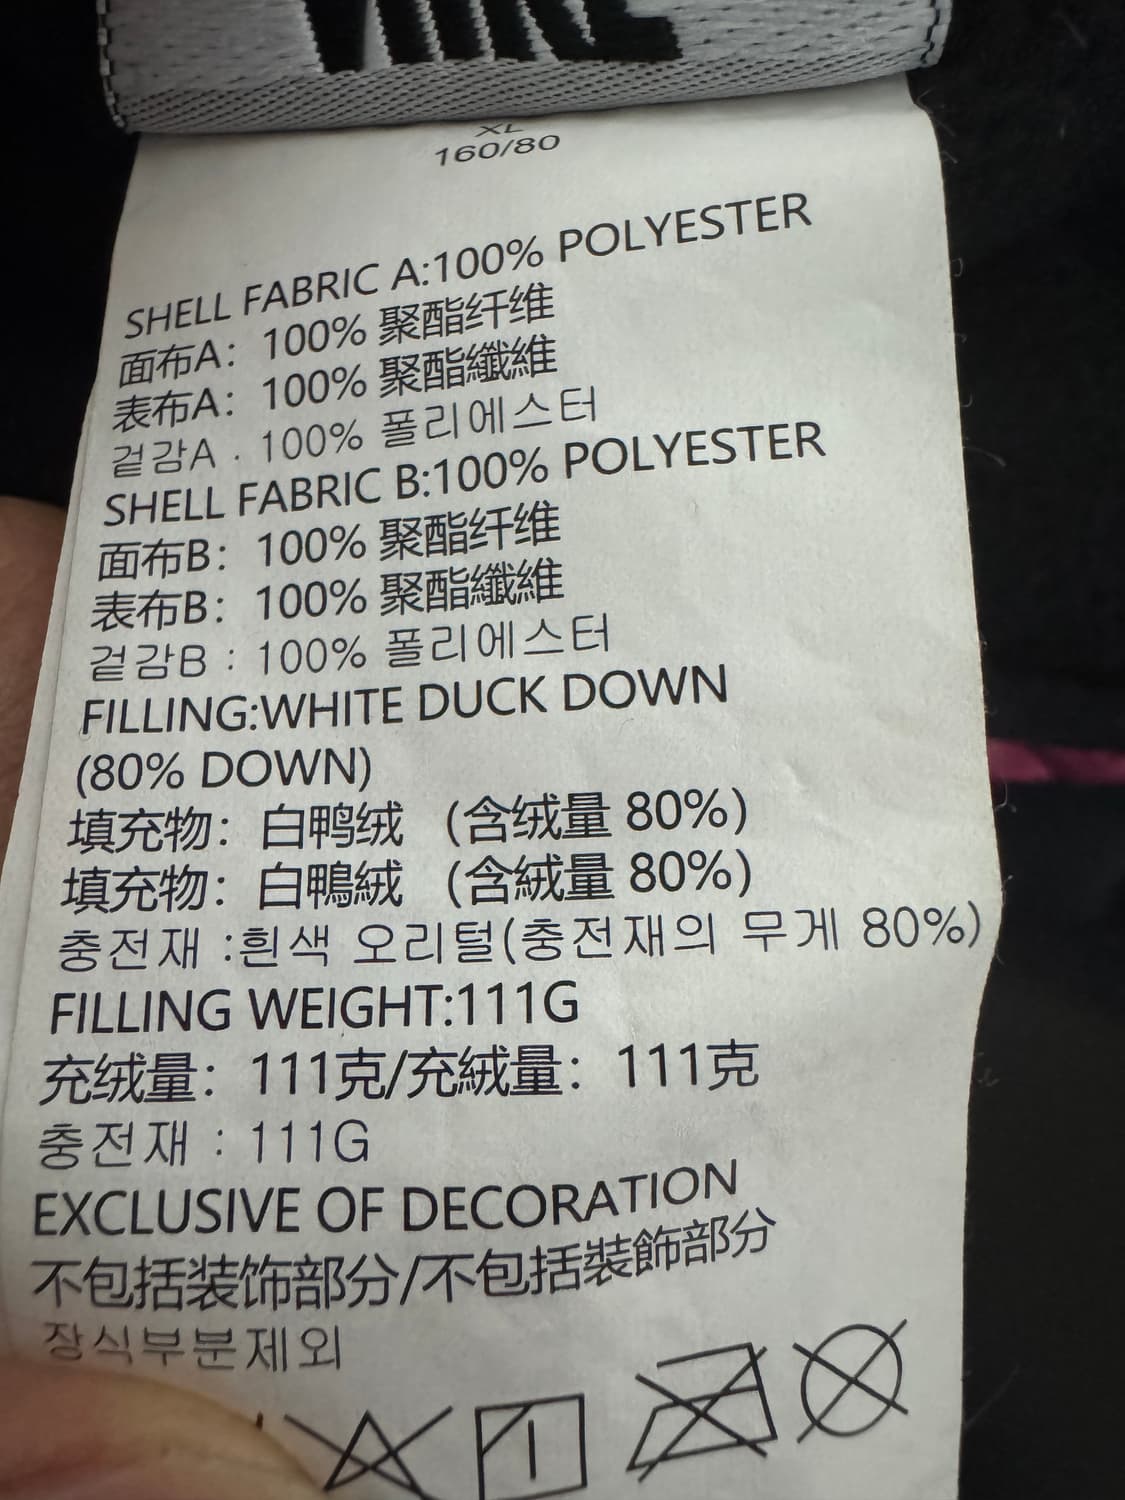 NIKE
XL
160/80
SHELL FABRIC A:100% POLYESTER
面布A：100% 聚酯纤维
表布A：100% 聚酯纖維
겉감A . 100% 폴리에스터
SHELL FABRIC B:100% POLYESTER
面布B：100% 聚酯纤维
表布B：100% 聚酯纖維
겉감B : 100% 폴리에스터
FILLING:WHITE DUCK DOWN
(80% DOWN)
填充物：白鸭绒 (含绒量 80%)
填充物：白鴨絨 (含絨量 80%)
충전재 :흰색 오리털(충전재의 무게 80%)
FILLING WEIGHT:111G
充绒量：111克/充絨量：111克
충전재 : 111G
EXCLUSIVE OF DECORATION
不包括装饰部分/不包括裝飾部分
장식부분제외